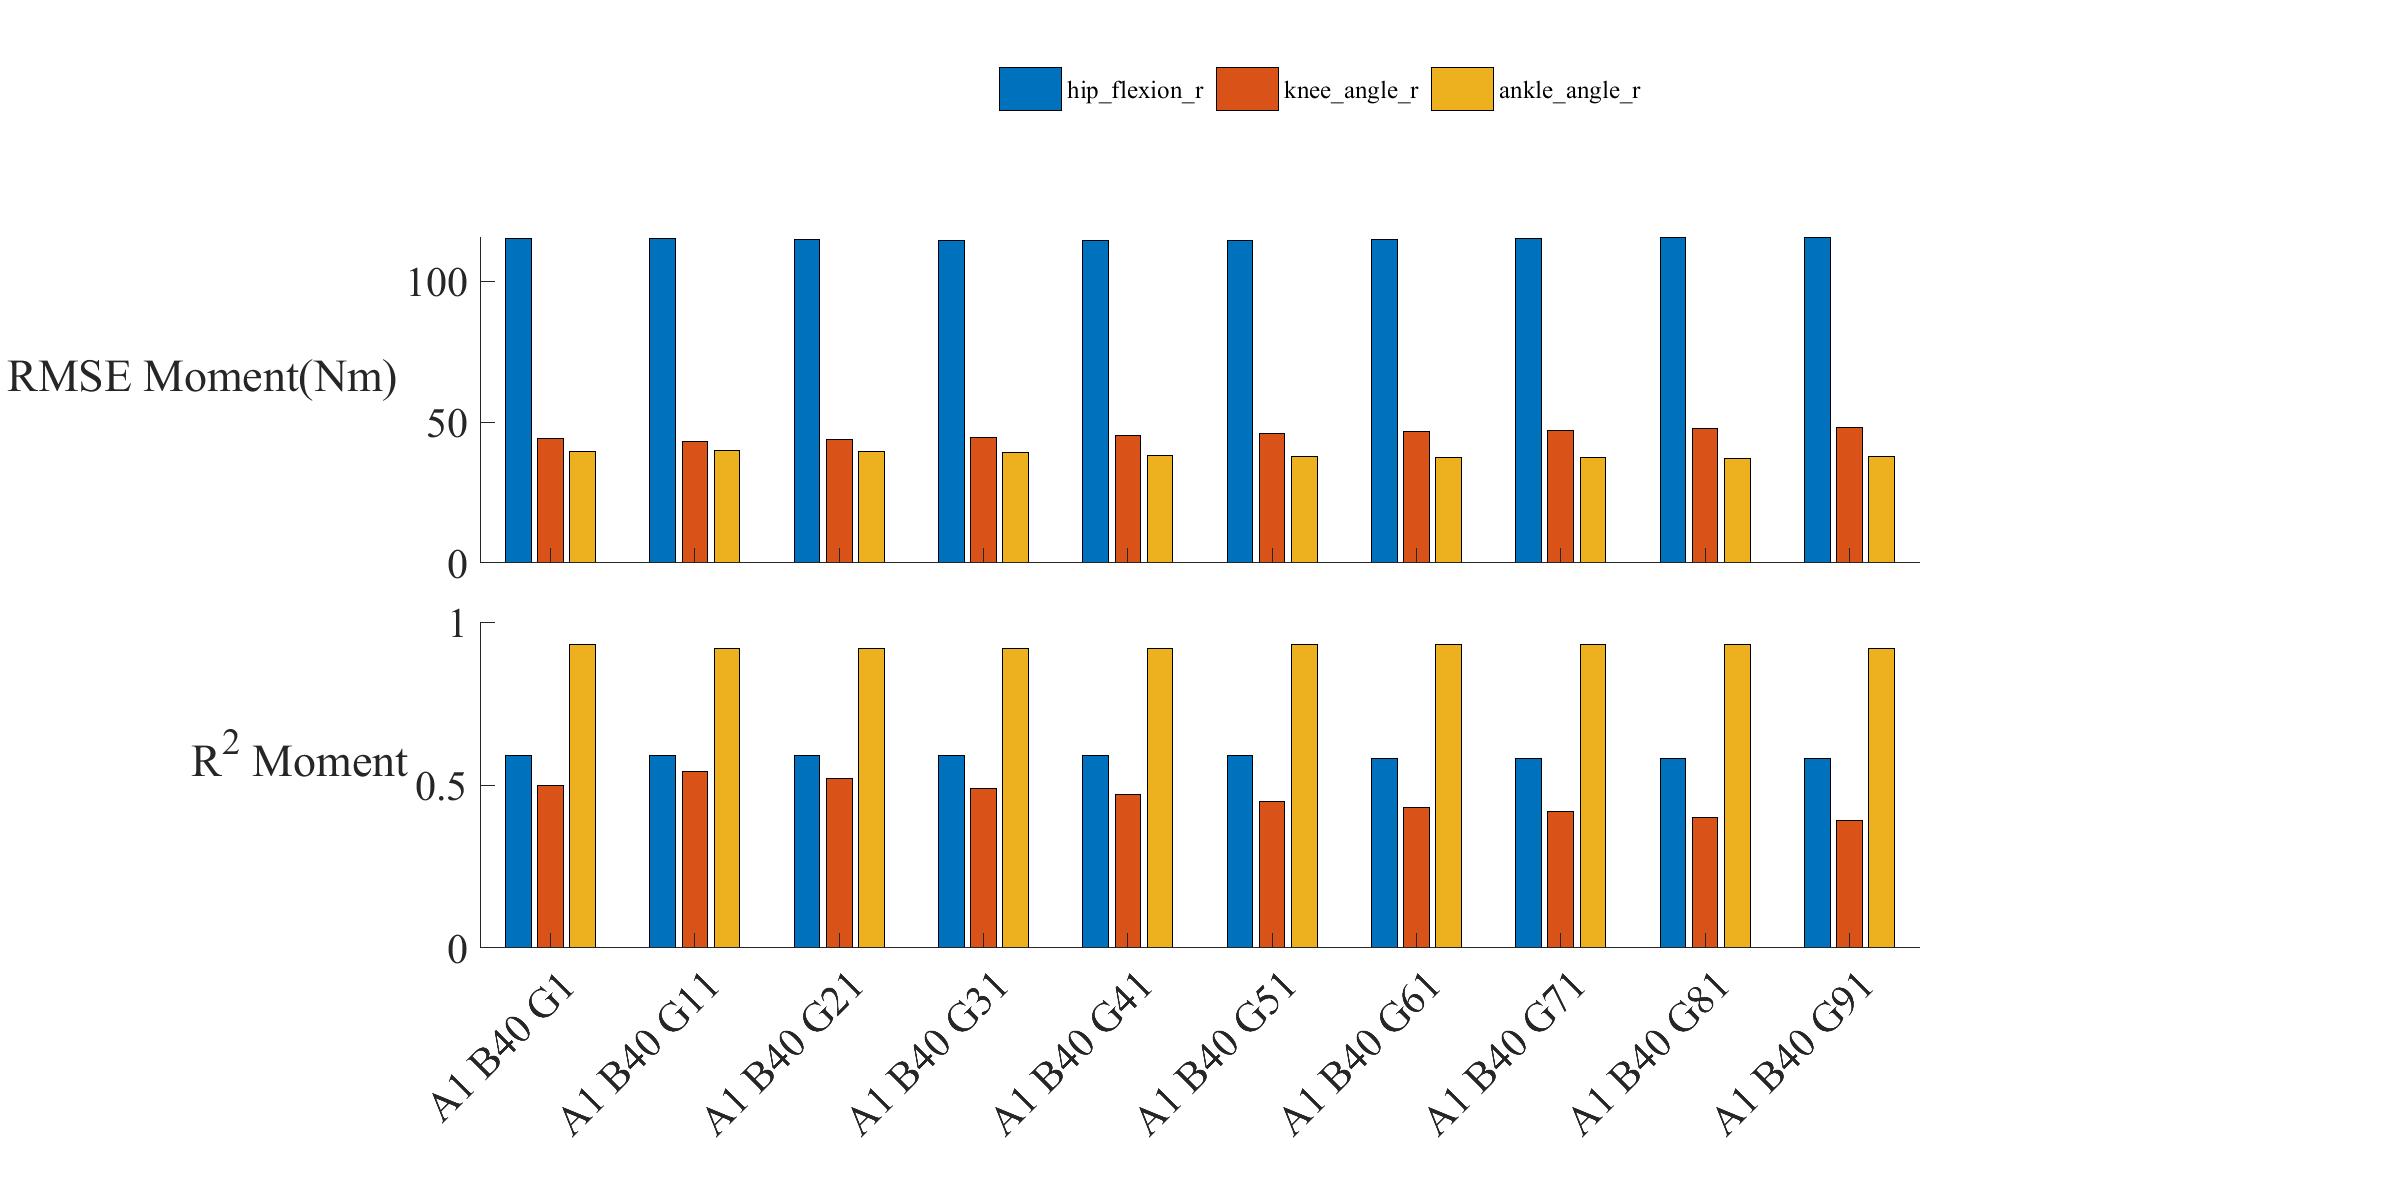 hip_flexion_r knee_angle_r ankle_angle_r
100
RMSE Moment(Nm)
50
0
1
R² Moment
0.5
0
A1 B40 G1
A1 B40 G11
A1 B40 G21
A1 B40 G31
A1 B40 G41
A1 B40 G51
A1 B40 G61
A1 B40 G71
A1 B40 G81
A1 B40 G91